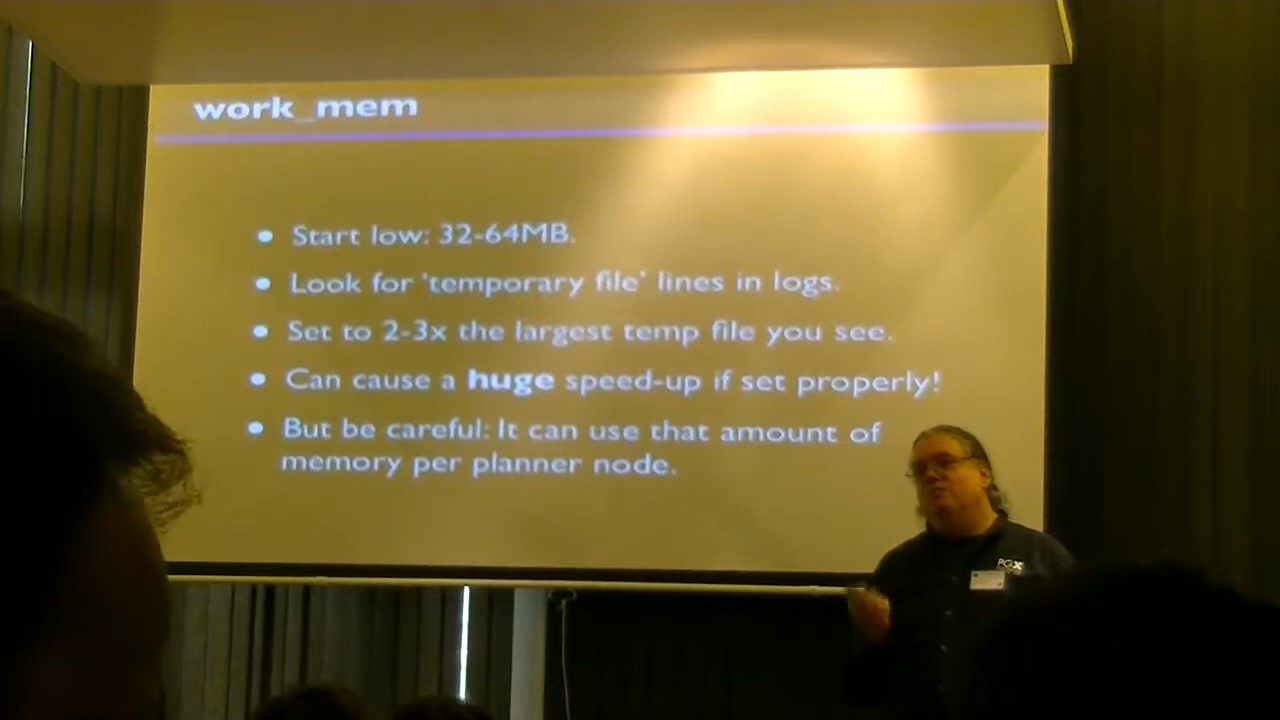 work_mem
• Start low: 32-64MB.
• Look for 'temporary file' lines in logs.
• Set to 2-3x the largest temp file you see.
• Can cause a huge speed-up if set properly!
• But be careful: It can use that amount of
memory per planner node.
PGX